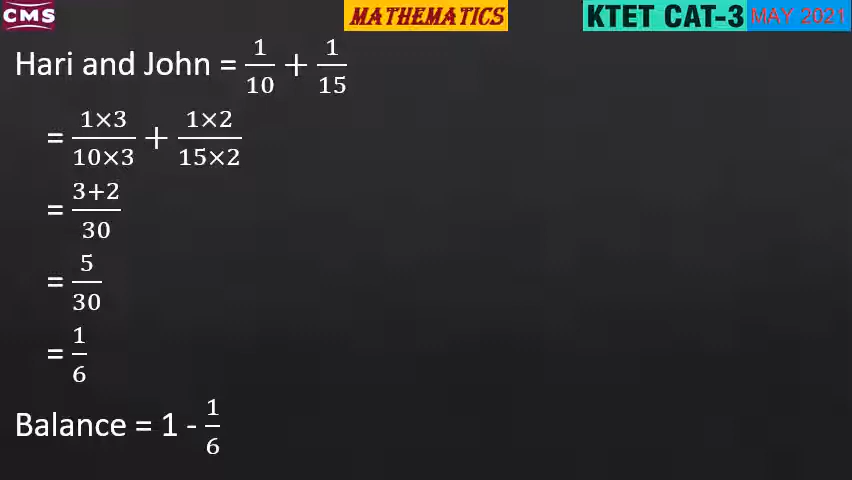 CMS
MATHEMATICS
KTET CAT-3
MAY 2021
Hari and John = 1/10 + 1/15
= 1×3/10×3 + 1×2/15×2
= 3+2/30
= 5/30
= 1/6
Balance = 1 - 1/6